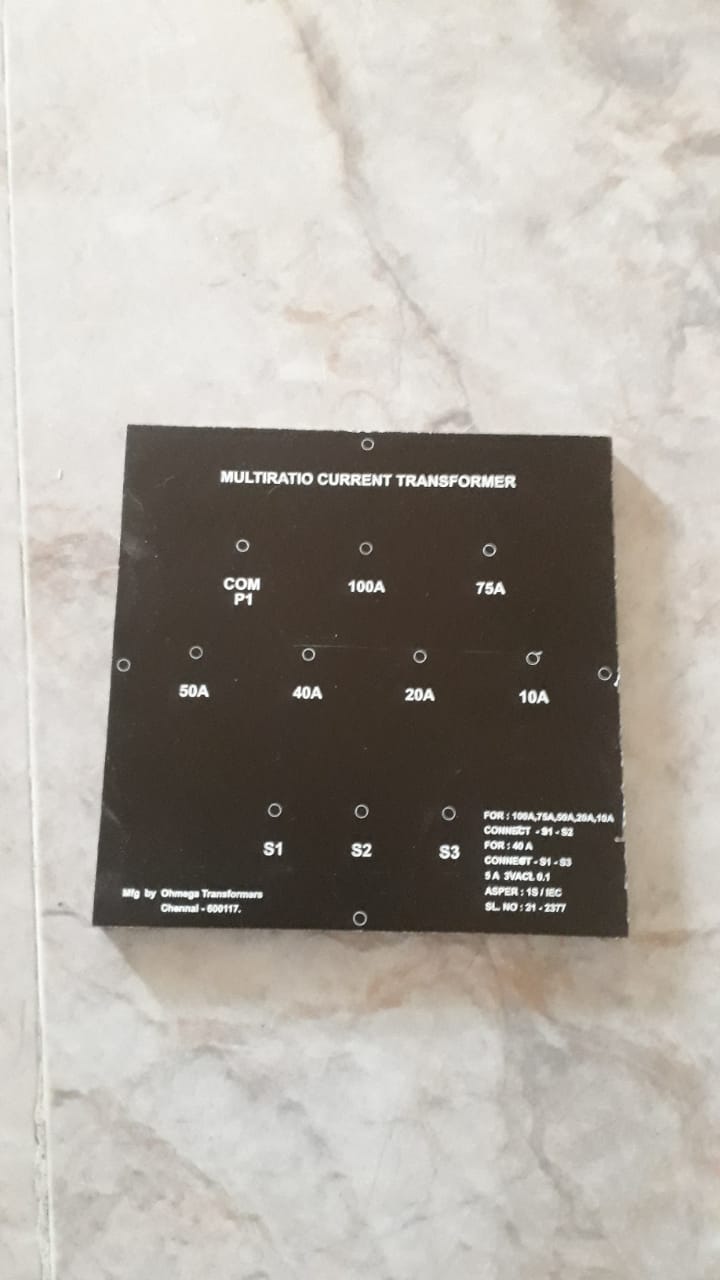 MULTIRATIO CURRENT TRANSFORMER
COM
P1
100A
75A
50A
40A
20A
10A
S1
S2
S3
FOR : 100A,75A,50A,20A,10A
CONNECT - S1 - S2
FOR : 40 A
CONNECT - S1 - S3
5 A 3VACL 0.1
ASPER : 1S / IEC
SL. NO : 21 - 2377
Mfg by Ohmega Transformers
Chennai - 600117.